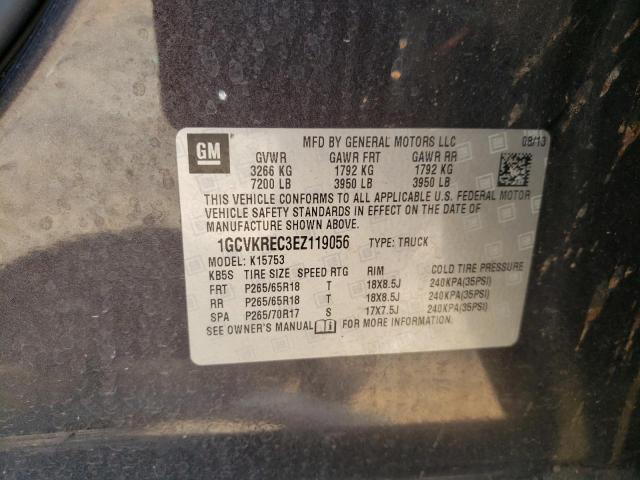 GM
MFD BY GENERAL MOTORS LLC 08/13
GVWR GAWR FRT GAWR RR
3266 KG 1792 KG 1792 KG
7200 LB 3950 LB 3950 LB
THIS VEHICLE CONFORMS TO ALL APPLICABLE U.S. FEDERAL MOTOR
VEHICLE SAFETY STANDARDS IN EFFECT ON THE DATE OF
MANUFACTURE SHOWN ABOVE.
1GCVKREC3EZ119056 TYPE: TRUCK
MODEL: K15753
KB5S TIRE SIZE SPEED RTG RIM COLD TIRE PRESSURE
FRT P265/65R18 T 18X8.5J 240KPA(35PSI)
RR P265/65R18 T 18X8.5J 240KPA(35PSI)
SPA P265/70R17 S 17X7.5J 240KPA(35PSI)
SEE OWNER'S MANUAL FOR MORE INFORMATION.